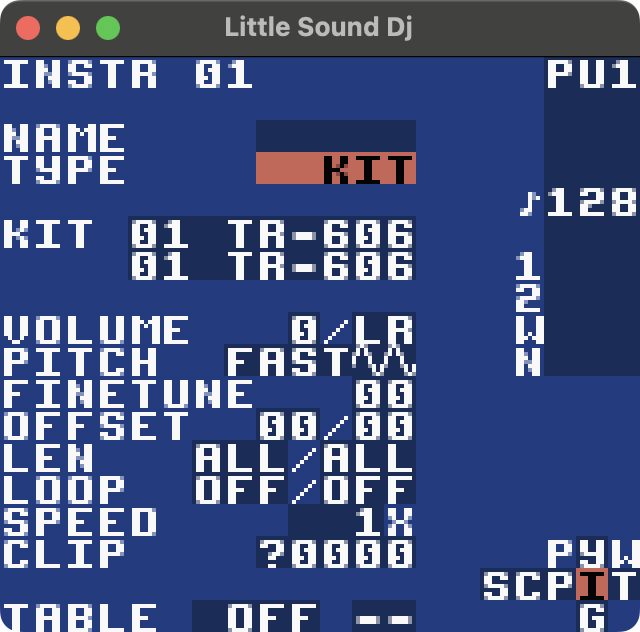 Little Sound Dj
INSTR 01 PU1
NAME
TYPE KIT
♪128
KIT 01 TR-606
01 TR-606
1
2
VOLUME 0/LR W
PITCH FAST N
FINETUNE 00
OFFSET 00/00
LEN ALL/ALL
LOOP OFF/OFF
SPEED 1X
CLIP ?0000 PYW
SCPIT
TABLE OFF -- G